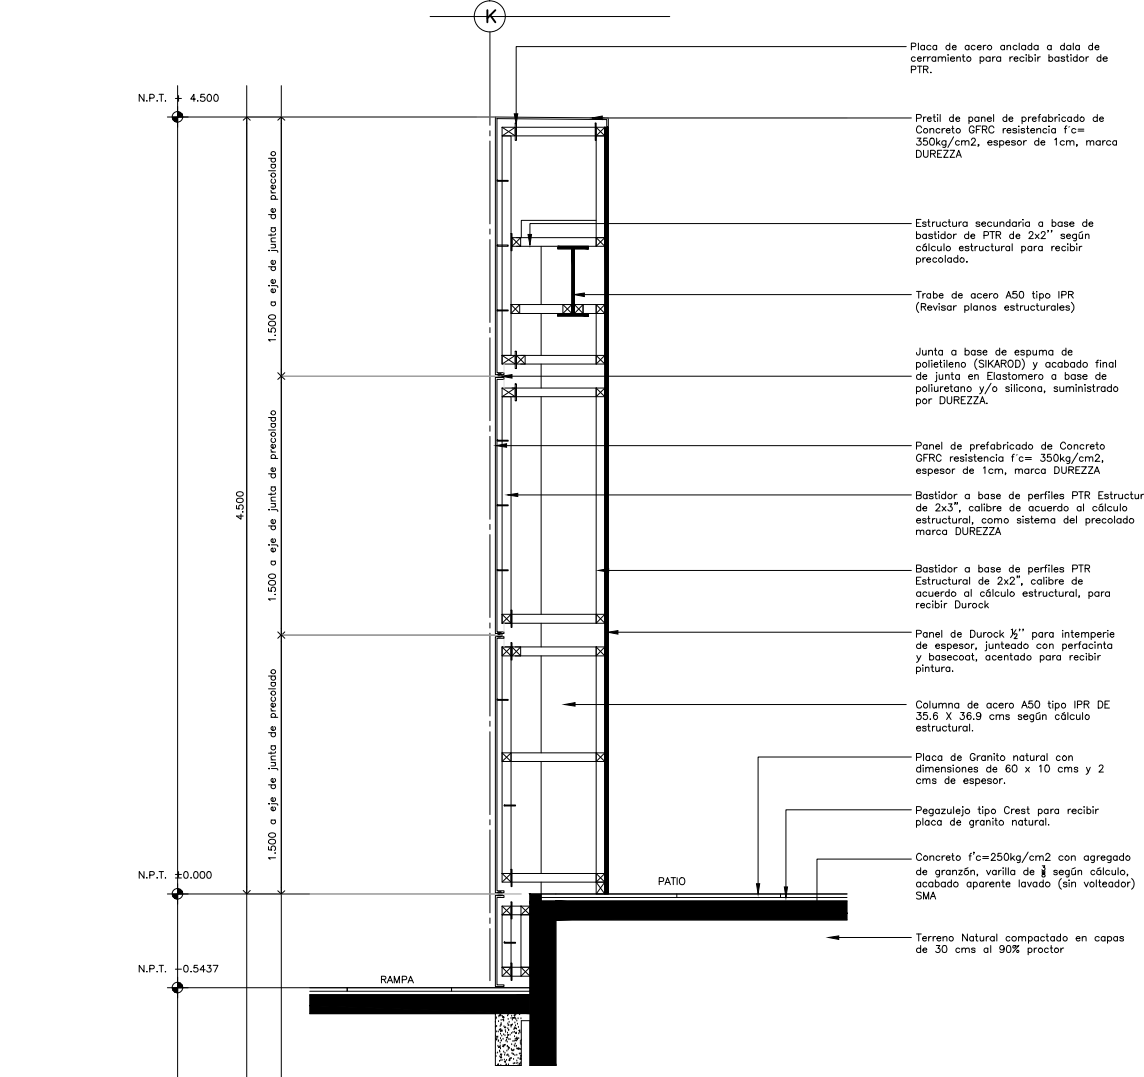 K
Placa de acero anclada a dala de
cerramiento para recibir bastidor de
PTR.
N.P.T. + 4.500
Pretil de panel de prefabricado de
Concreto GFRC resistencia f´c=
350kg/cm2, espesor de 1cm, marca
DUREZZA
1.500 a eje de junta de precolado
Estructura secundaria a base de
bastidor de PTR de 2x2'' según
cálculo estructural para recibir
precolado.
Trabe de acero A50 tipo IPR
(Revisar planos estructurales)
Junta a base de espuma de
polietileno (SIKAROD) y acabado final
de junta en Elastomero a base de
poliuretano y/o silicona, suministrado
por DUREZZA.
4.500
1.500 a eje de junta de precolado
Panel de prefabricado de Concreto
GFRC resistencia f´c= 350kg/cm2,
espesor de 1cm, marca DUREZZA
Bastidor a base de perfiles PTR Estructur
de 2x3", calibre de acuerdo al cálculo
estructural, como sistema del precolado
marca DUREZZA
Bastidor a base de perfiles PTR
Estructural de 2x2", calibre de
acuerdo al cálculo estructural, para
recibir Durock
Panel de Durock ½'' para intemperie
de espesor, junteado con perfacinta
y basecoat, acentado para recibir
pintura.
1.500 a eje de junta de precolado
Columna de acero A50 tipo IPR DE
35.6 X 36.9 cms según cálculo
estructural.
Placa de Granito natural con
dimensiones de 60 x 10 cms y 2
cms de espesor.
Pegazulejo tipo Crest para recibir
placa de granito natural.
N.P.T. ±0.000
PATIO
Concreto f'c=250kg/cm2 con agregado
de granzón, varilla de según cálculo,
acabado aparente lavado (sin volteador)
SMA
Terreno Natural compactado en capas
de 30 cms al 90% proctor
N.P.T. -0.5437
RAMPA